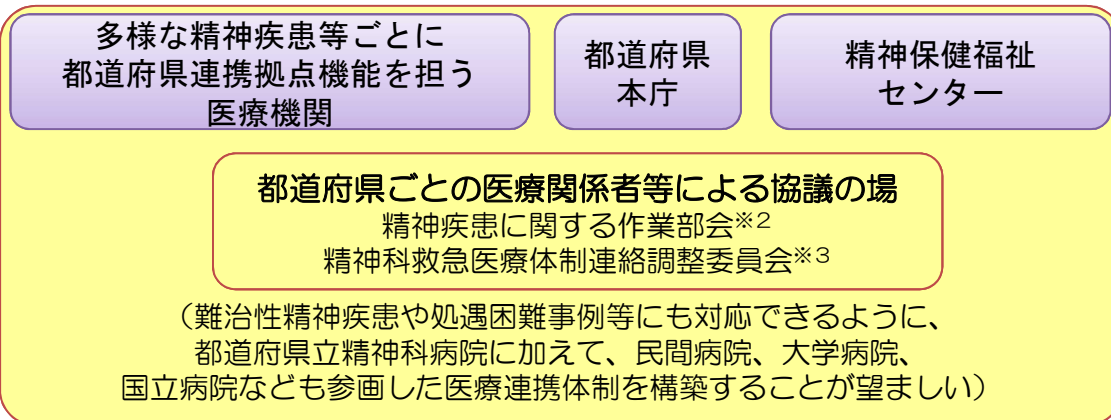 多様な精神疾患等ごとに
都道府県連携拠点機能を担う
医療機関
都道府県
本庁
精神保健福祉
センター
都道府県ごとの医療関係者等による協議の場
精神疾患に関する作業部会※2
精神科救急医療体制連絡調整委員会※3
（難治性精神疾患や処遇困難事例等にも対応できるように、
都道府県立精神科病院に加えて、民間病院、大学病院、
国立病院なども参画した医療連携体制を構築することが望ましい）